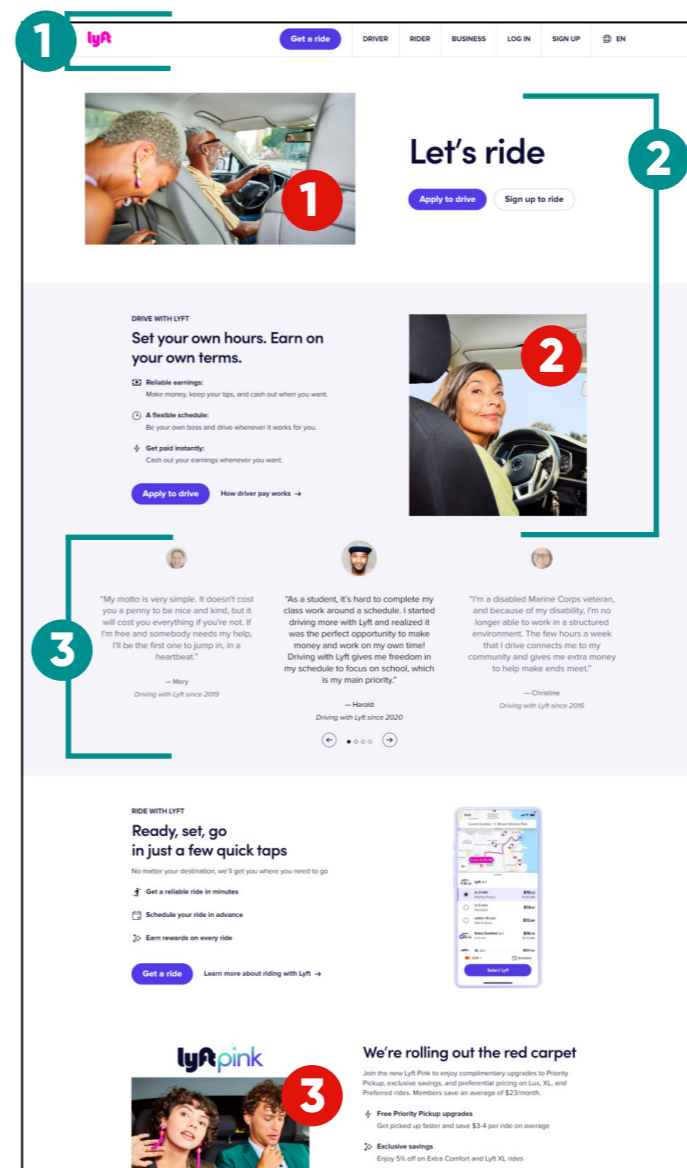 1
lyft
Get a ride
DRIVER
RIDER
BUSINESS
LOG IN
SIGN UP
EN
1
Let's ride
Apply to drive
Sign up to ride
2
DRIVE WITH LYFT
Set your own hours. Earn on
your own terms.
Reliable earnings:
Make money, keep your tips, and cash out when you want.
A flexible schedule:
Be your own boss and drive whenever it works for you.
Get paid instantly:
Cash out your earnings whenever you want.
Apply to drive
How driver pay works →
2
3
"My motto is very simple. It doesn't cost
you a penny to be nice and kind, but it
will cost you everything if you're not. If
I'm free and somebody needs my help,
I'll be the first one to jump in, in a
heartbeat."
— Mary
Driving with Lyft since 2019
"As a student, it's hard to complete my
class work around a schedule. I started
driving more with Lyft and realized it
was the perfect opportunity to make
money and work on my own time!
Driving with Lyft gives me freedom in
my schedule to focus on school, which
is my main priority."
— Harold
Driving with Lyft since 2020
"I'm a disabled Marine Corps veteran,
and because of my disability, I'm no
longer able to work in a structured
environment. The few hours a week
that I drive connects me to my
community and gives me extra money
to help make ends meet."
— Christine
Driving with Lyft since 2016
RIDE WITH LYFT
Ready, set, go
in just a few quick taps
No matter your destination, we'll get you where you need to go
Get a reliable ride in minutes
Schedule your ride in advance
Earn rewards on every ride
Get a ride
Learn more about riding with Lyft →
Select Lyft
lyft pink
3
We're rolling out the red carpet
Join the new Lyft Pink to enjoy complimentary upgrades to Priority
Pickup, exclusive savings, and preferential pricing on Lux, XL, and
Preferred rides. Members save an average of $23/month.
Free Priority Pickup upgrades
Get picked up faster and save $3-4 per ride on average
Exclusive savings
Enjoy 5% off on Extra Comfort and Lyft XL rides